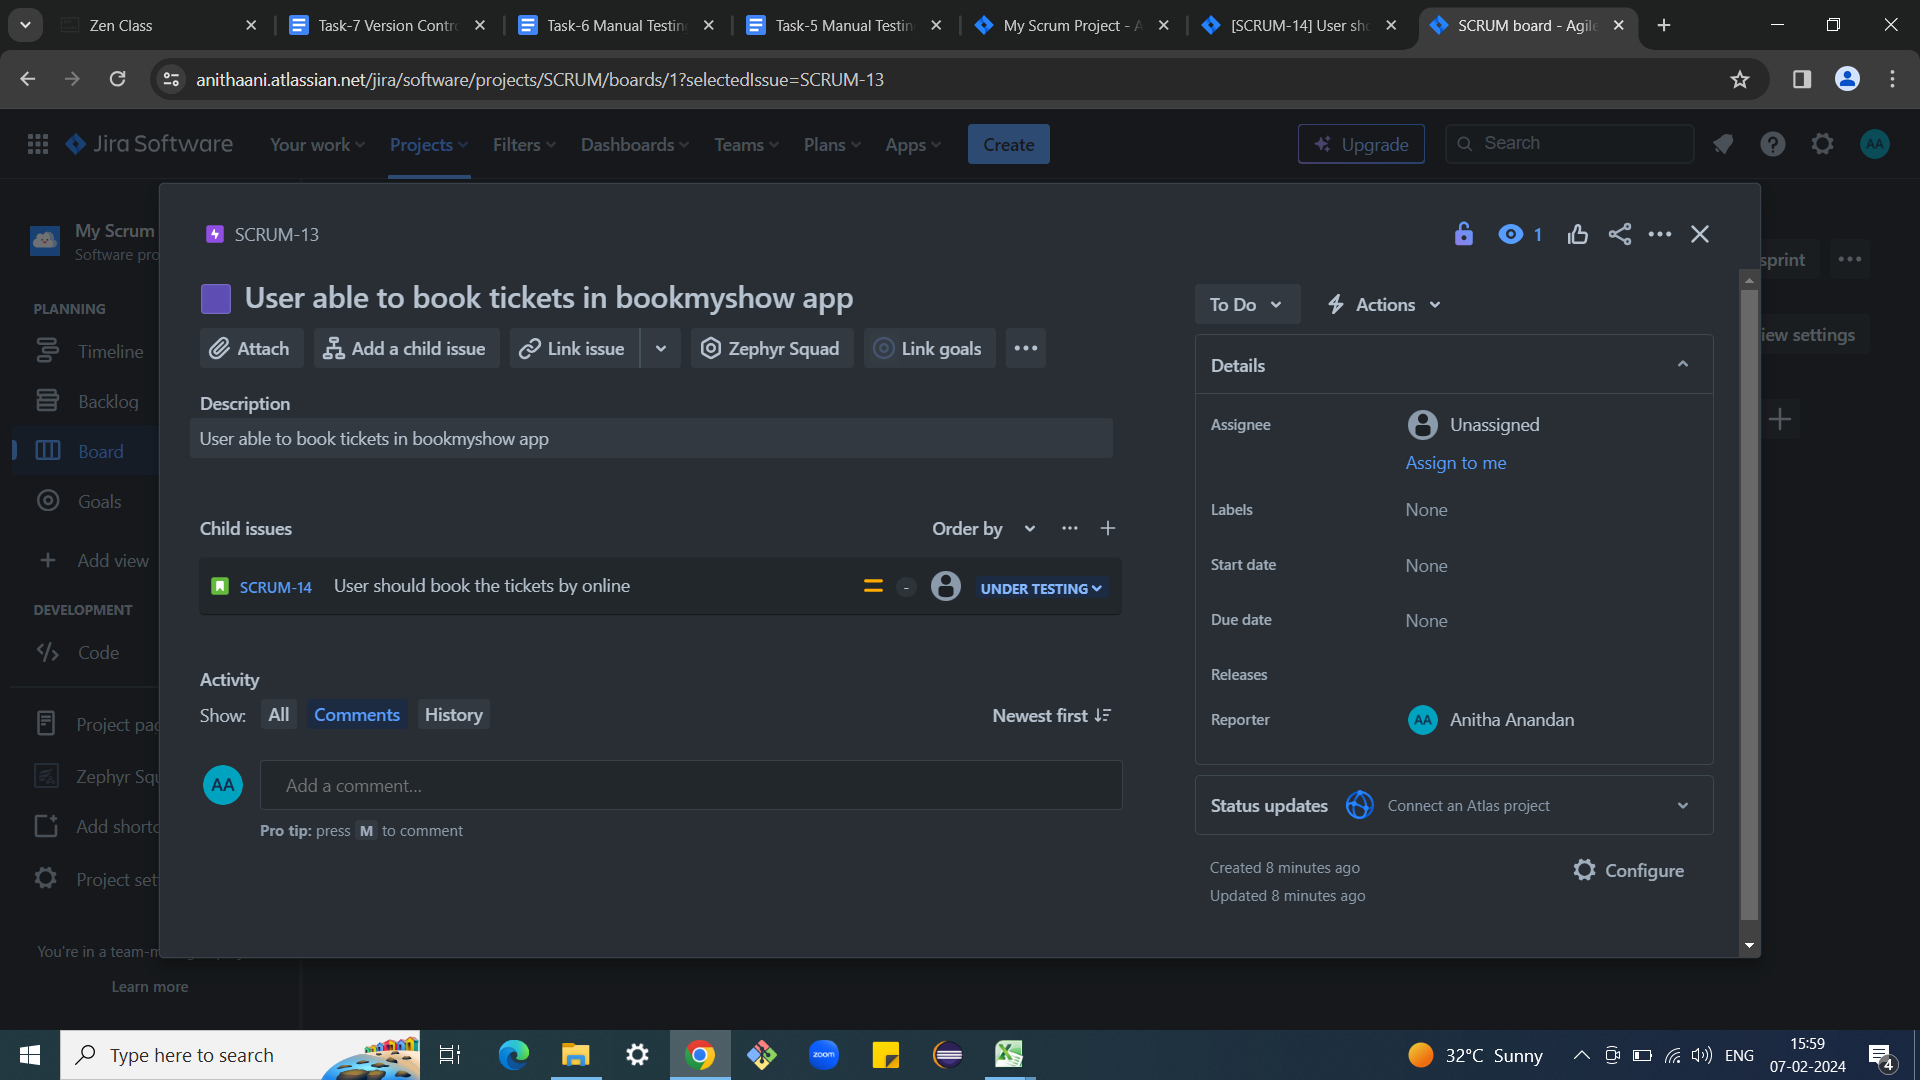 Zen Class
Task-7 Version Contro
Task-6 Manual Testing
Task-5 Manual Testin
My Scrum Project - A
[SCRUM-14] User sho
SCRUM board - Agile
anithaani.atlassian.net/jira/software/projects/SCRUM/boards/1?selectedIssue=SCRUM-13
Jira Software
Your work
Projects
Filters
Dashboards
Teams
Plans
Apps
Create
Upgrade
Search
AA
My Scrum
Software pro
PLANNING
Timeline
Backlog
Board
Goals
Add view
DEVELOPMENT
Code
Project pag
Zephyr Squ
Add shortc
Project set
You're in a team-m
Learn more
sprint
iew settings
SCRUM-13
1
User able to book tickets in bookmyshow app
Attach
Add a child issue
Link issue
Zephyr Squad
Link goals
Description
User able to book tickets in bookmyshow app
Child issues
Order by
SCRUM-14
User should book the tickets by online
-
UNDER TESTING
Activity
Show:
All
Comments
History
Newest first
AA
Add a comment...
Pro tip: press M to comment
To Do
Actions
Details
Assignee
Unassigned
Assign to me
Labels
None
Start date
None
Due date
None
Releases
Reporter
AA
Anitha Anandan
Status updates
Connect an Atlas project
Created 8 minutes ago
Updated 8 minutes ago
Configure
Type here to search
zoom
32°C Sunny
ENG
15:59
07-02-2024
4